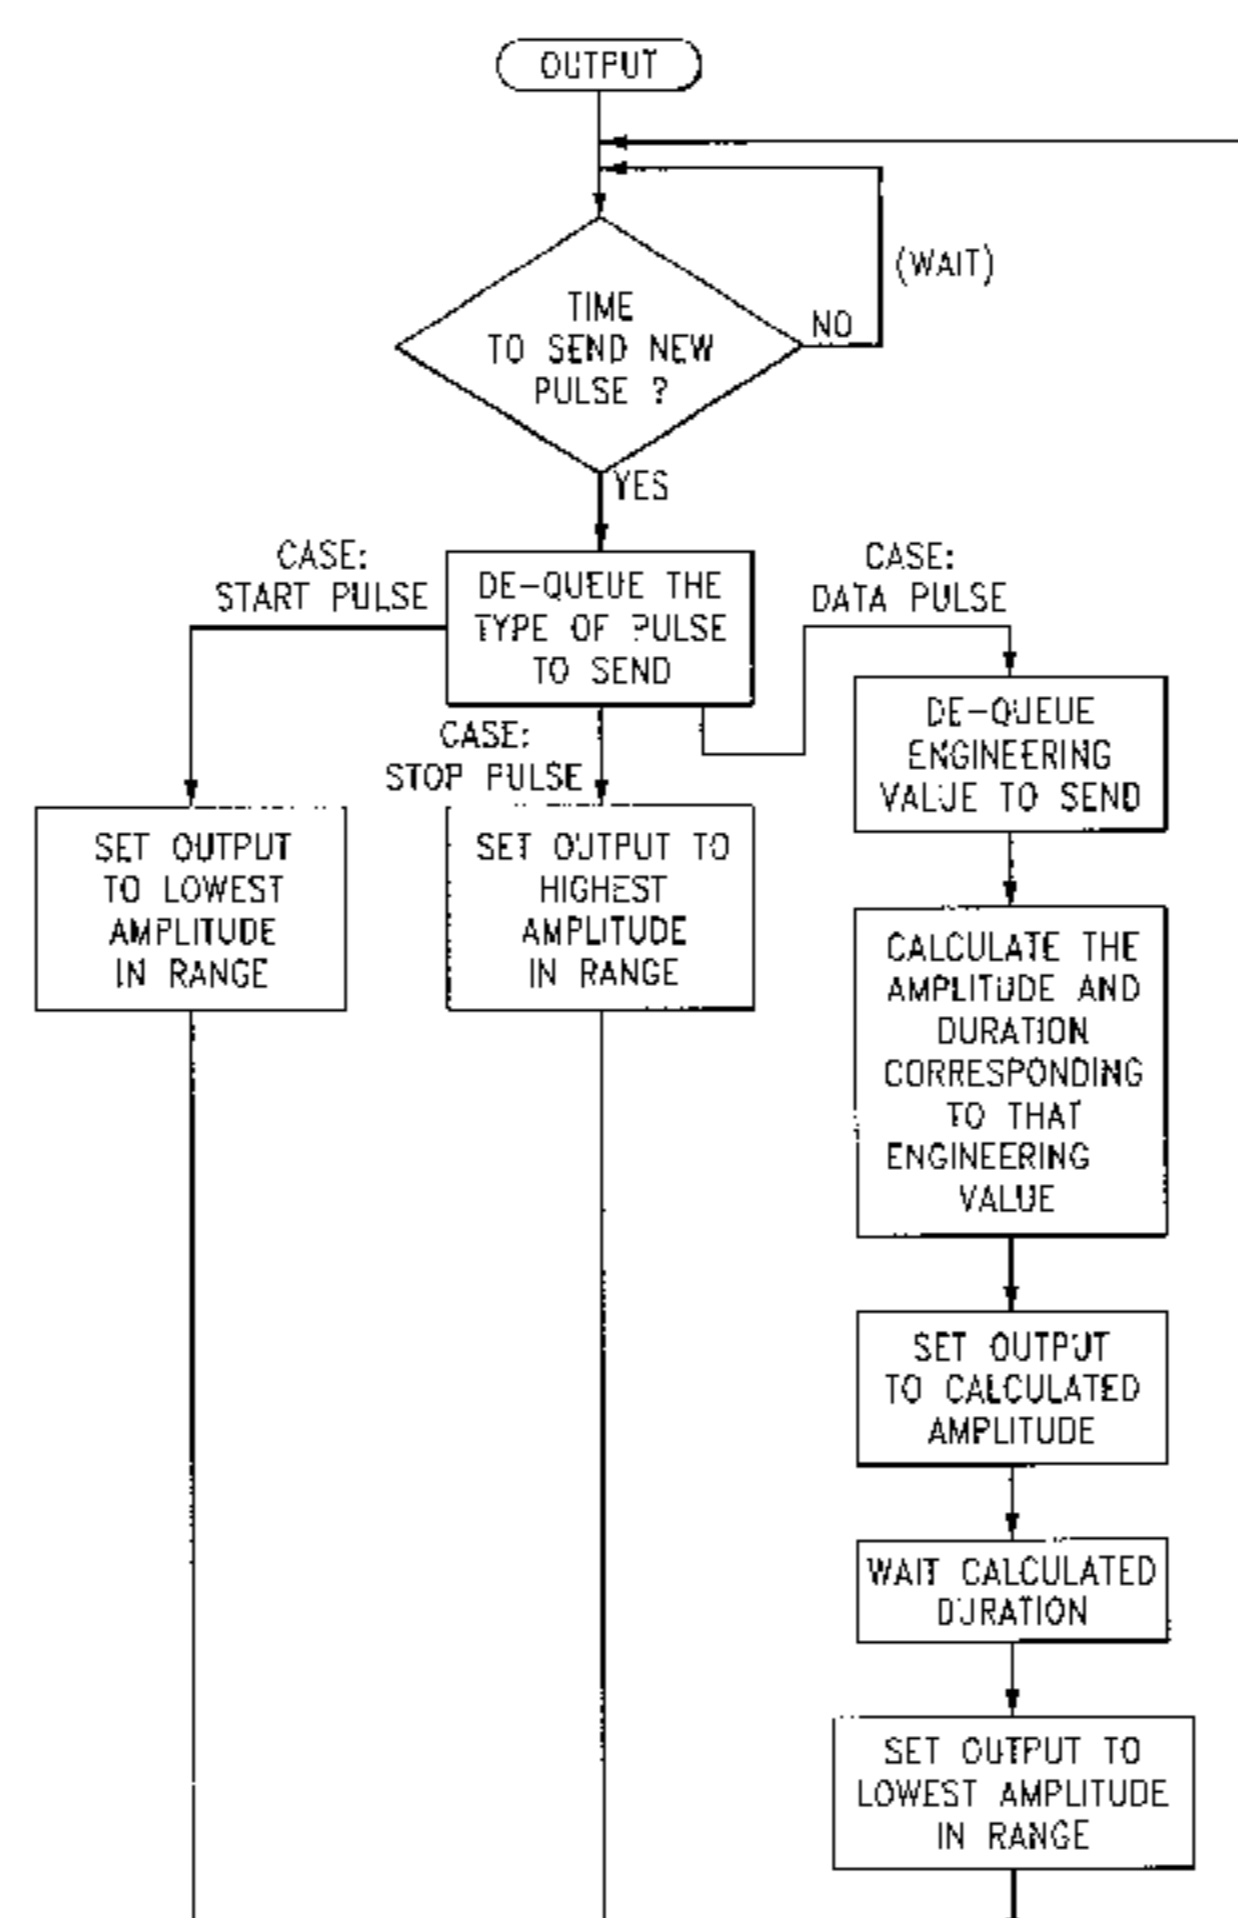 OUTPUT
(WAIT)
TIME
TO SEND NEW
PULSE ?
NO
YES
CASE:
START PULSE
DE-QUEUE THE
TYPE OF PULSE
TO SEND
CASE:
DATA PULSE
CASE:
STOP PULSE
DE-QUEUE
ENGINEERING
VALUE TO SEND
SET OUTPUT
TO LOWEST
AMPLITUDE
IN RANGE
SET OUTPUT TO
HIGHEST
AMPLITUDE
IN RANGE
CALCULATE THE
AMPLITUDE AND
DURATION
CORRESPONDING
TO THAT
ENGINEERING
VALUE
SET OUTPUT
TO CALCULATED
AMPLITUDE
WAIT CALCULATED
DURATION
SET OUTPUT TO
LOWEST AMPLITUDE
IN RANGE